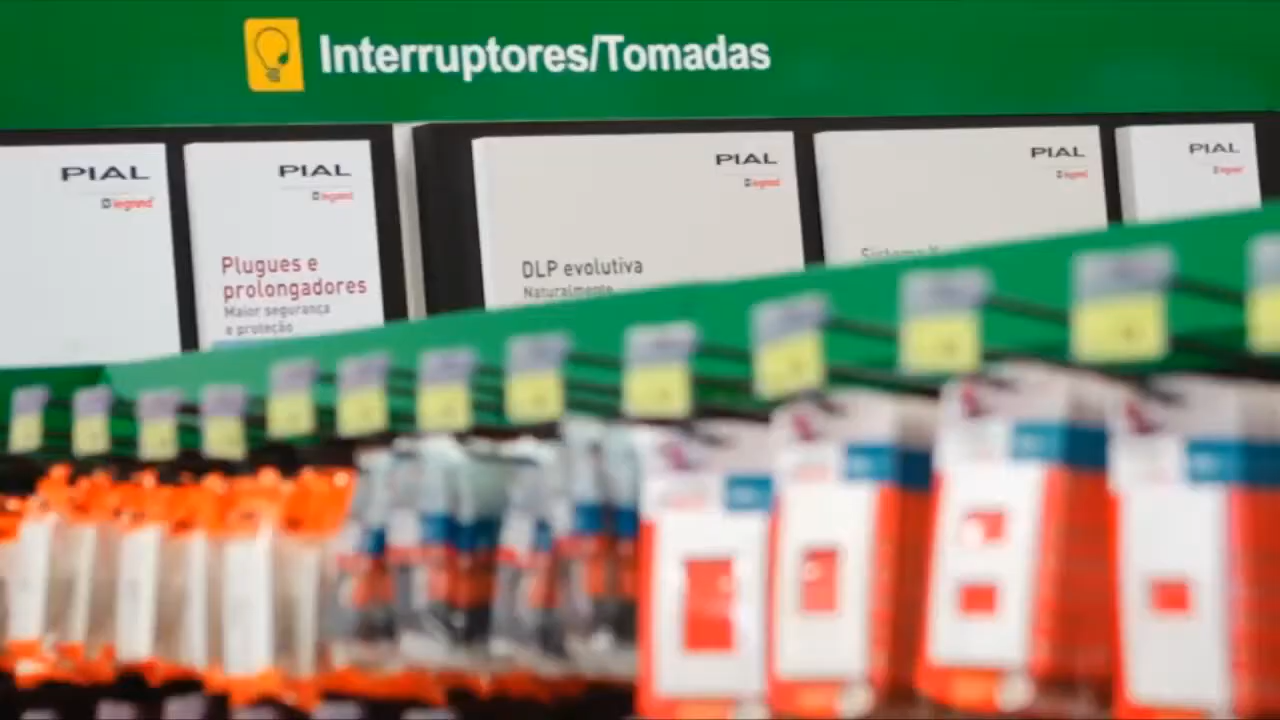 Interruptores/Tomadas
PIAL
legrand
PIAL
legrand
Plugues e
prolongadores
Maior segurança
e proteção
PIAL
legrand
DLP evolutiva
Naturalmente
PIAL
legrand
Sistema
PIAL
legrand